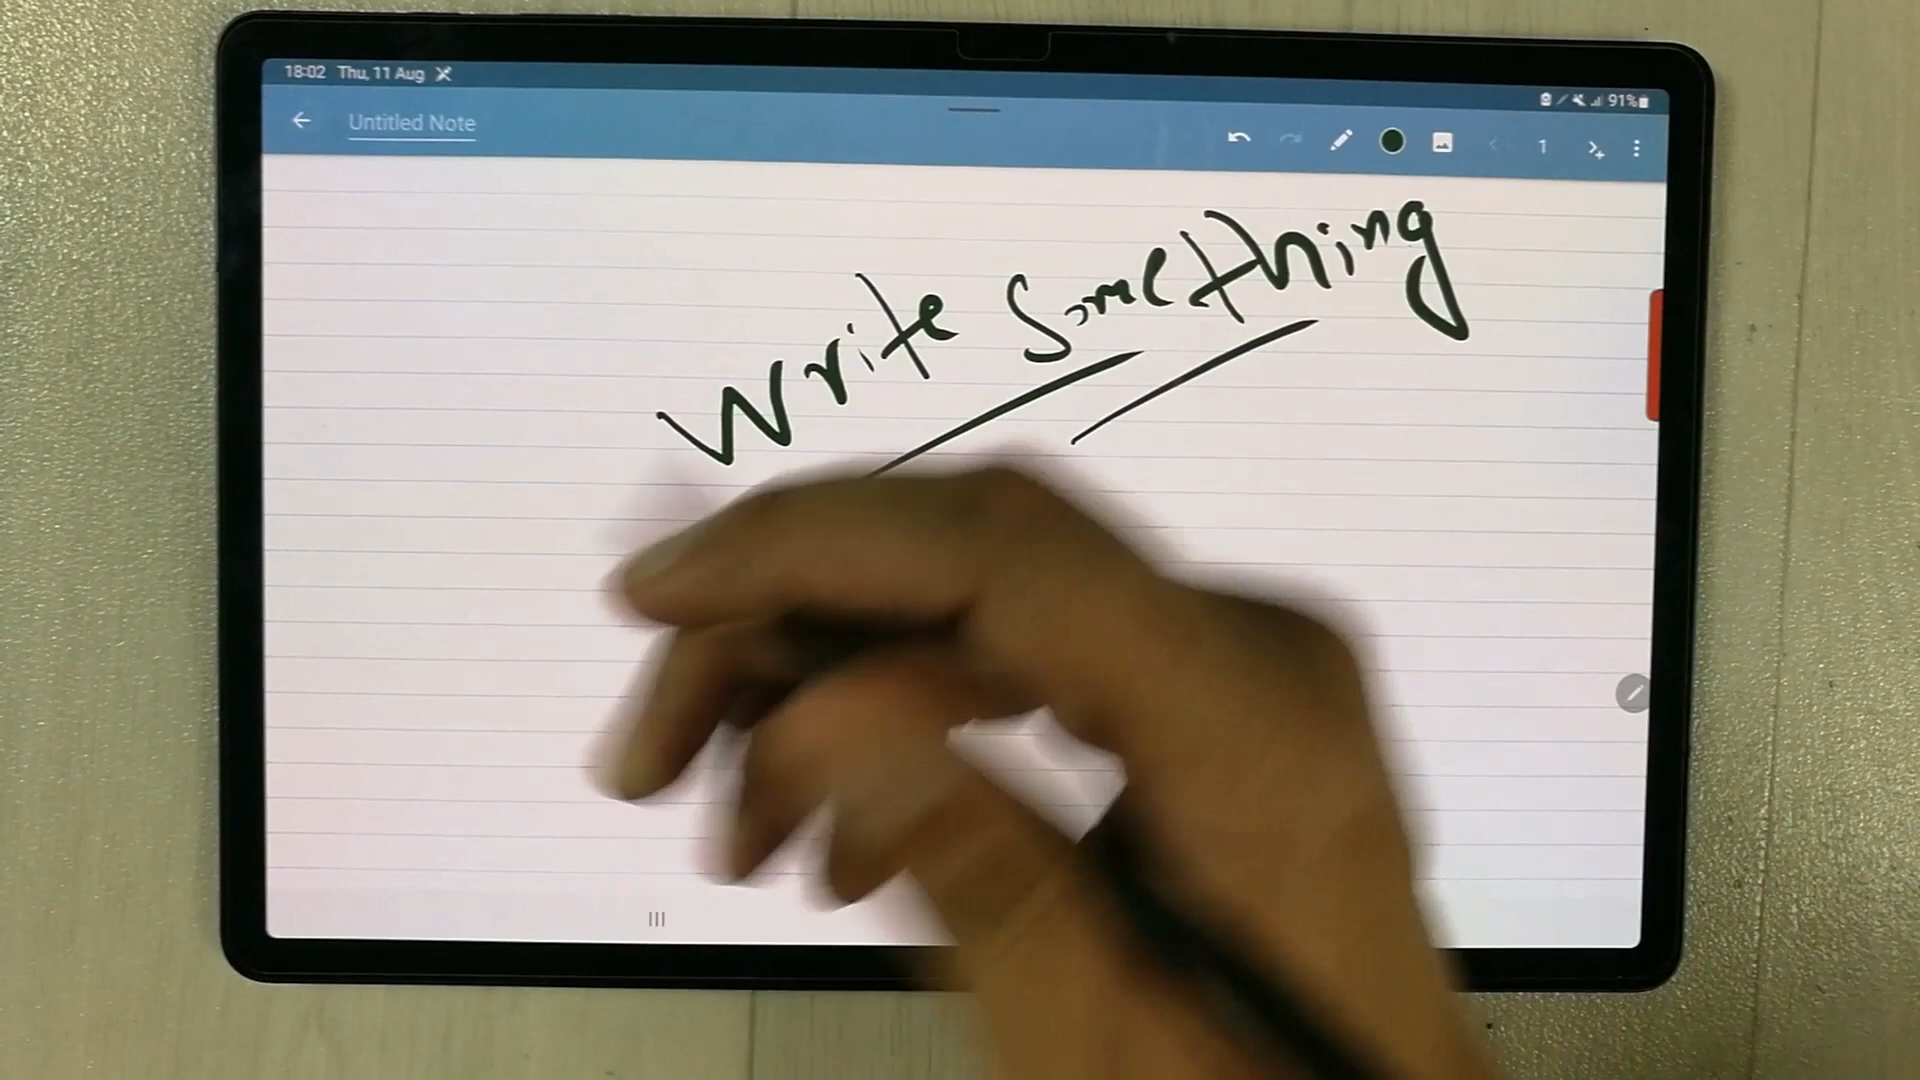 18:02 Thu, 11 Aug
91%
Untitled Note
1
Write Something